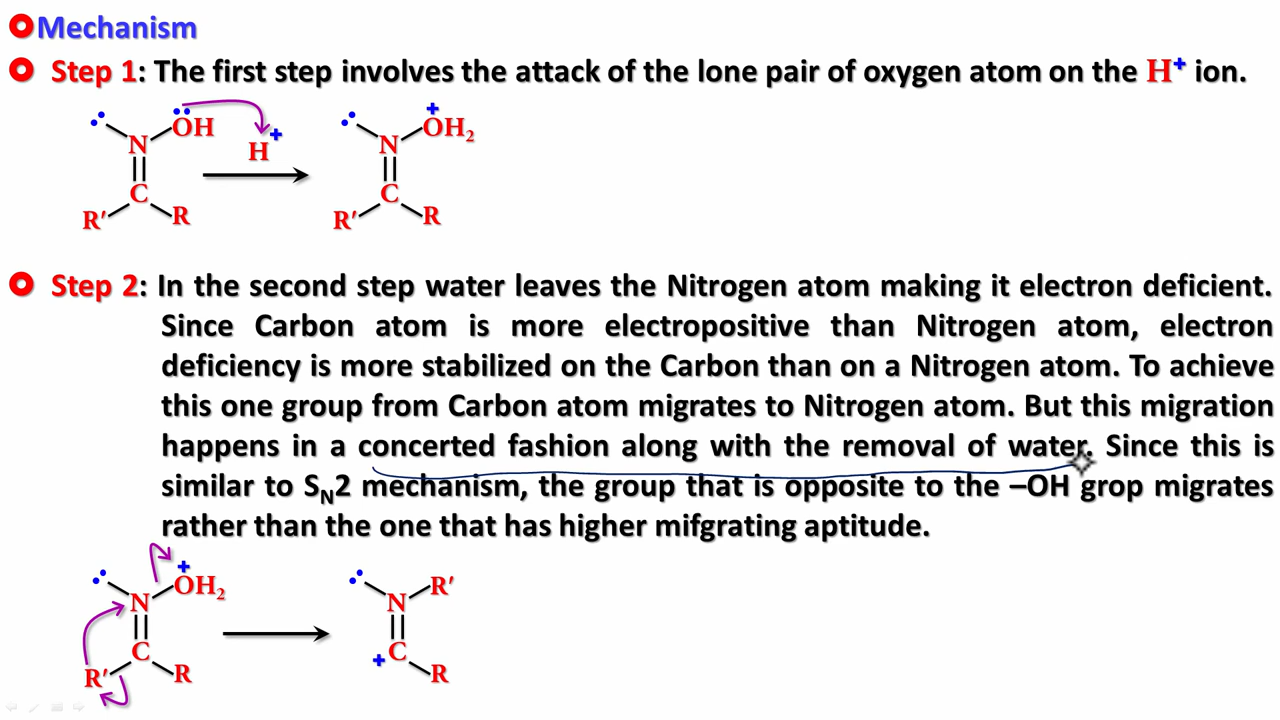 Mechanism
Step 1: The first step involves the attack of the lone pair of oxygen atom on the H+ ion.
N OH
H+
C
R′ R
N +OH2
C
R′ R
Step 2: In the second step water leaves the Nitrogen atom making it electron deficient.
Since Carbon atom is more electropositive than Nitrogen atom, electron
deficiency is more stabilized on the Carbon than on a Nitrogen atom. To achieve
this one group from Carbon atom migrates to Nitrogen atom. But this migration
happens in a concerted fashion along with the removal of water. Since this is
similar to SN2 mechanism, the group that is opposite to the –OH grop migrates
rather than the one that has higher mifgrating aptitude.
N +OH2
C
R′ R
N R′
+C
R